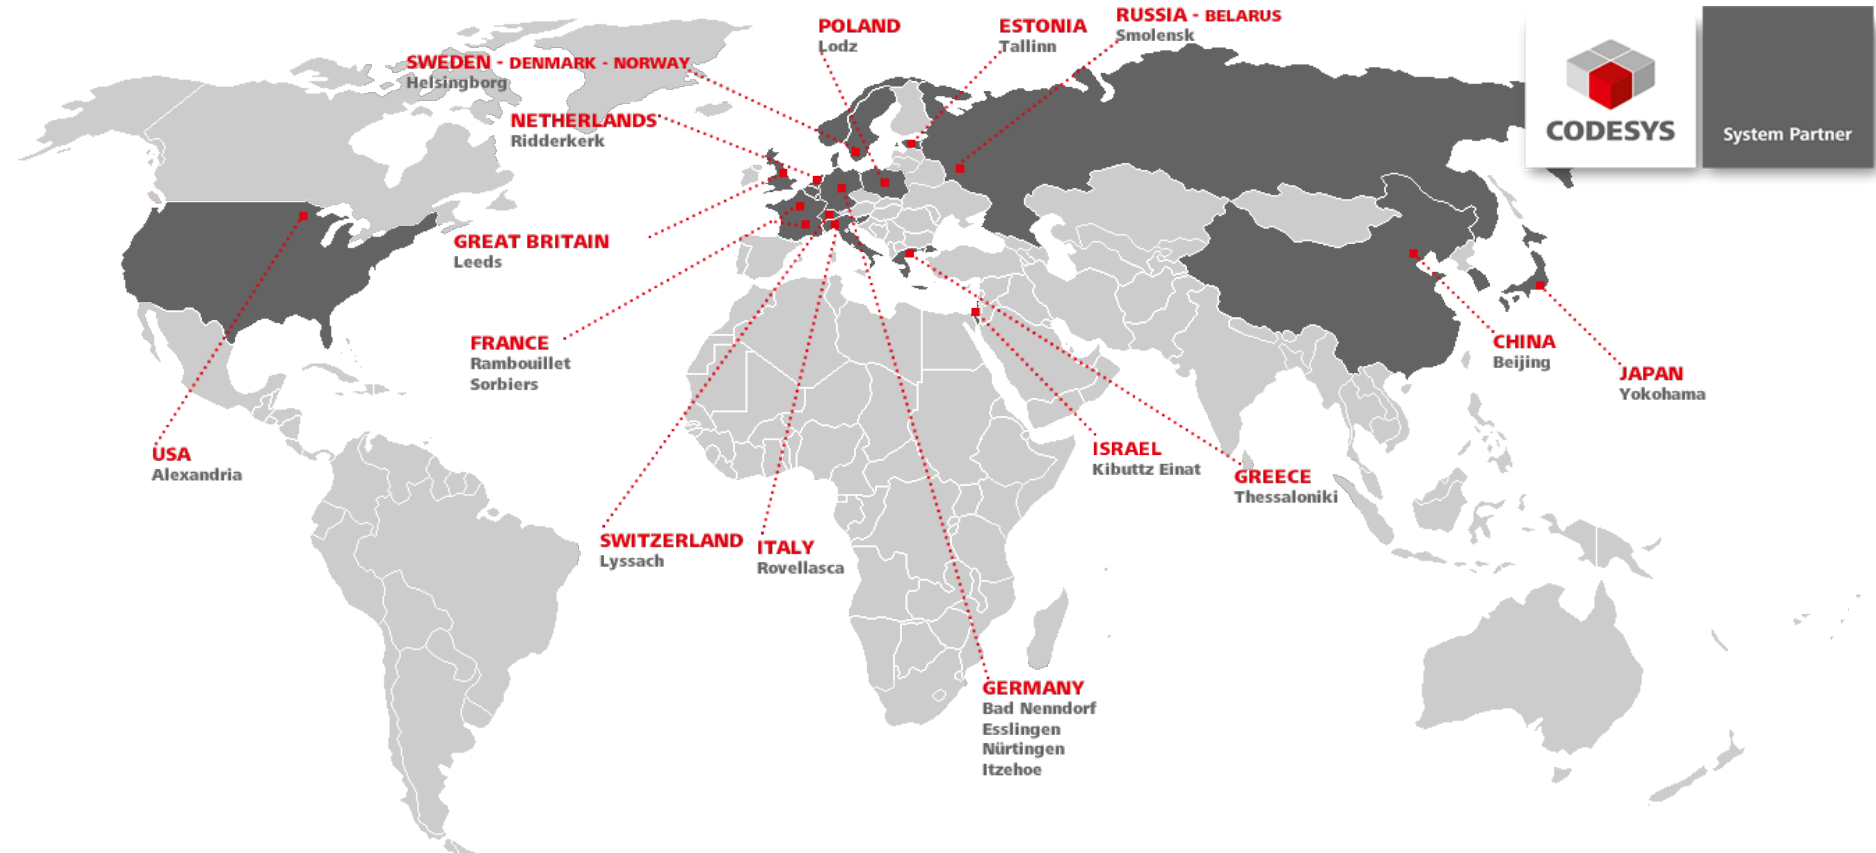 POLAND
Lodz
ESTONIA
Tallinn
RUSSIA - BELARUS
Smolensk
CODESYS
System Partner
SWEDEN - DENMARK - NORWAY
Helsingborg
NETHERLANDS
Ridderkerk
GREAT BRITAIN
Leeds
FRANCE
Rambouillet
Sorbiers
CHINA
Beijing
JAPAN
Yokohama
USA
Alexandria
ISRAEL
Kibuttz Einat
GREECE
Thessaloniki
SWITZERLAND
Lyssach
ITALY
Rovellasca
GERMANY
Bad Nenndorf
Esslingen
Nürtingen
Itzehoe